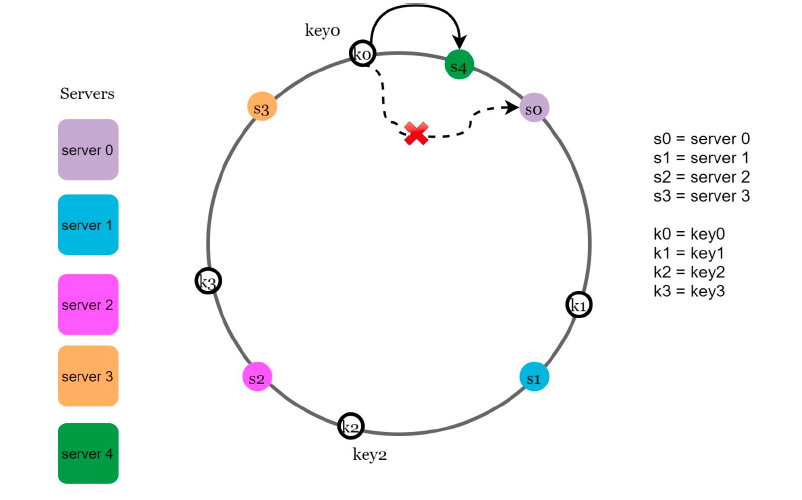 key0
k0
s4
s3
s0
Servers
server 0
server 1
server 2
server 3
server 4
k3
k1
s2
s1
k2
key2
s0 = server 0
s1 = server 1
s2 = server 2
s3 = server 3
k0 = key0
k1 = key1
k2 = key2
k3 = key3